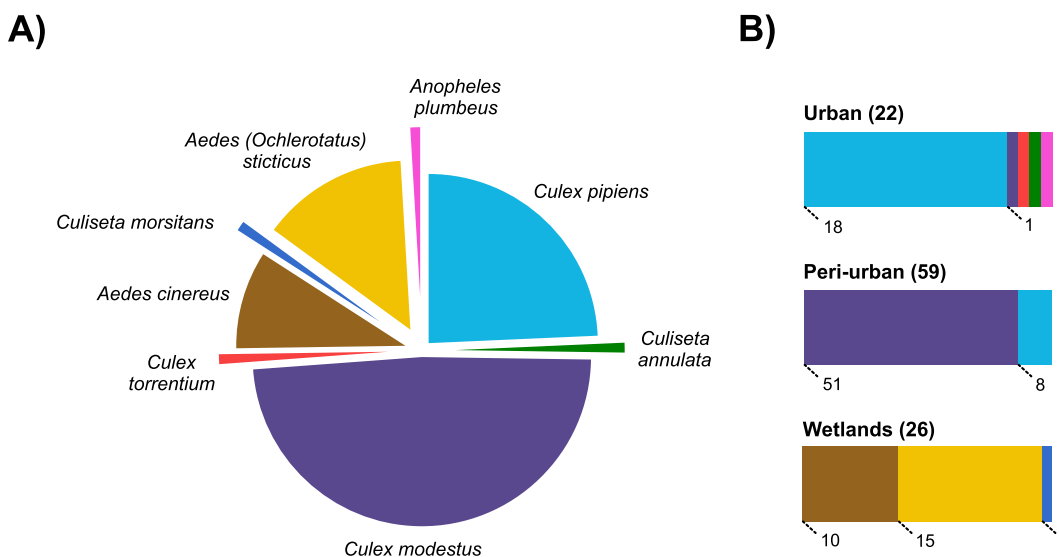 A)
Anopheles
plumbeus
Aedes (Ochlerotatus)
sticticus
Culex pipiens
Culiseta morsitans
Aedes cinereus
Culiseta
annulata
Culex
torrentium
Culex modestus
B)
Urban (22)
18
1
Peri-urban (59)
51
8
Wetlands (26)
10
15